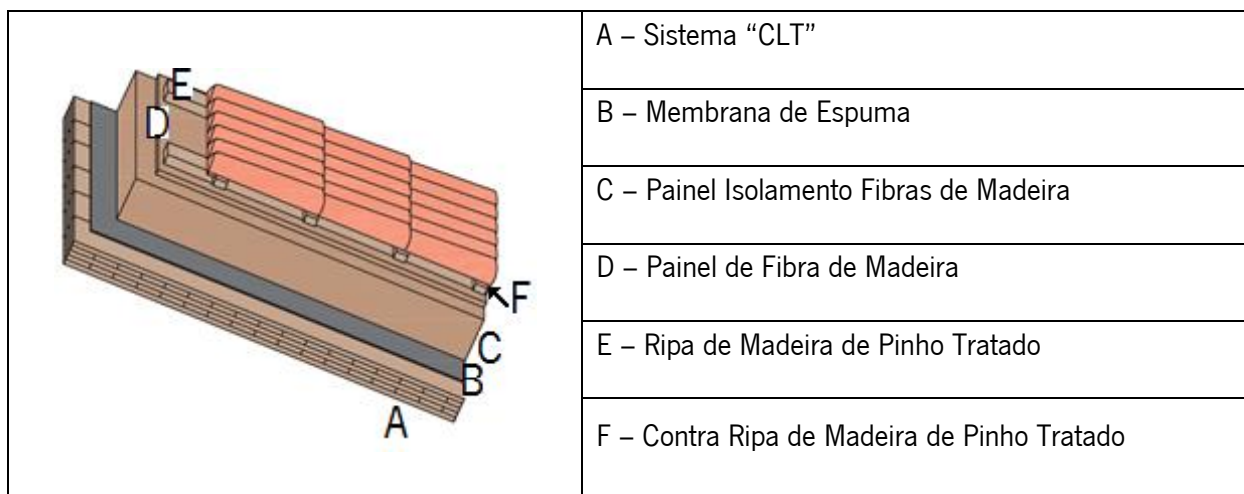 E
D
F
C
B
A
A – Sistema “CLT”
B – Membrana de Espuma
C – Painel Isolamento Fibras de Madeira
D – Painel de Fibra de Madeira
E – Ripa de Madeira de Pinho Tratado
F – Contra Ripa de Madeira de Pinho Tratado